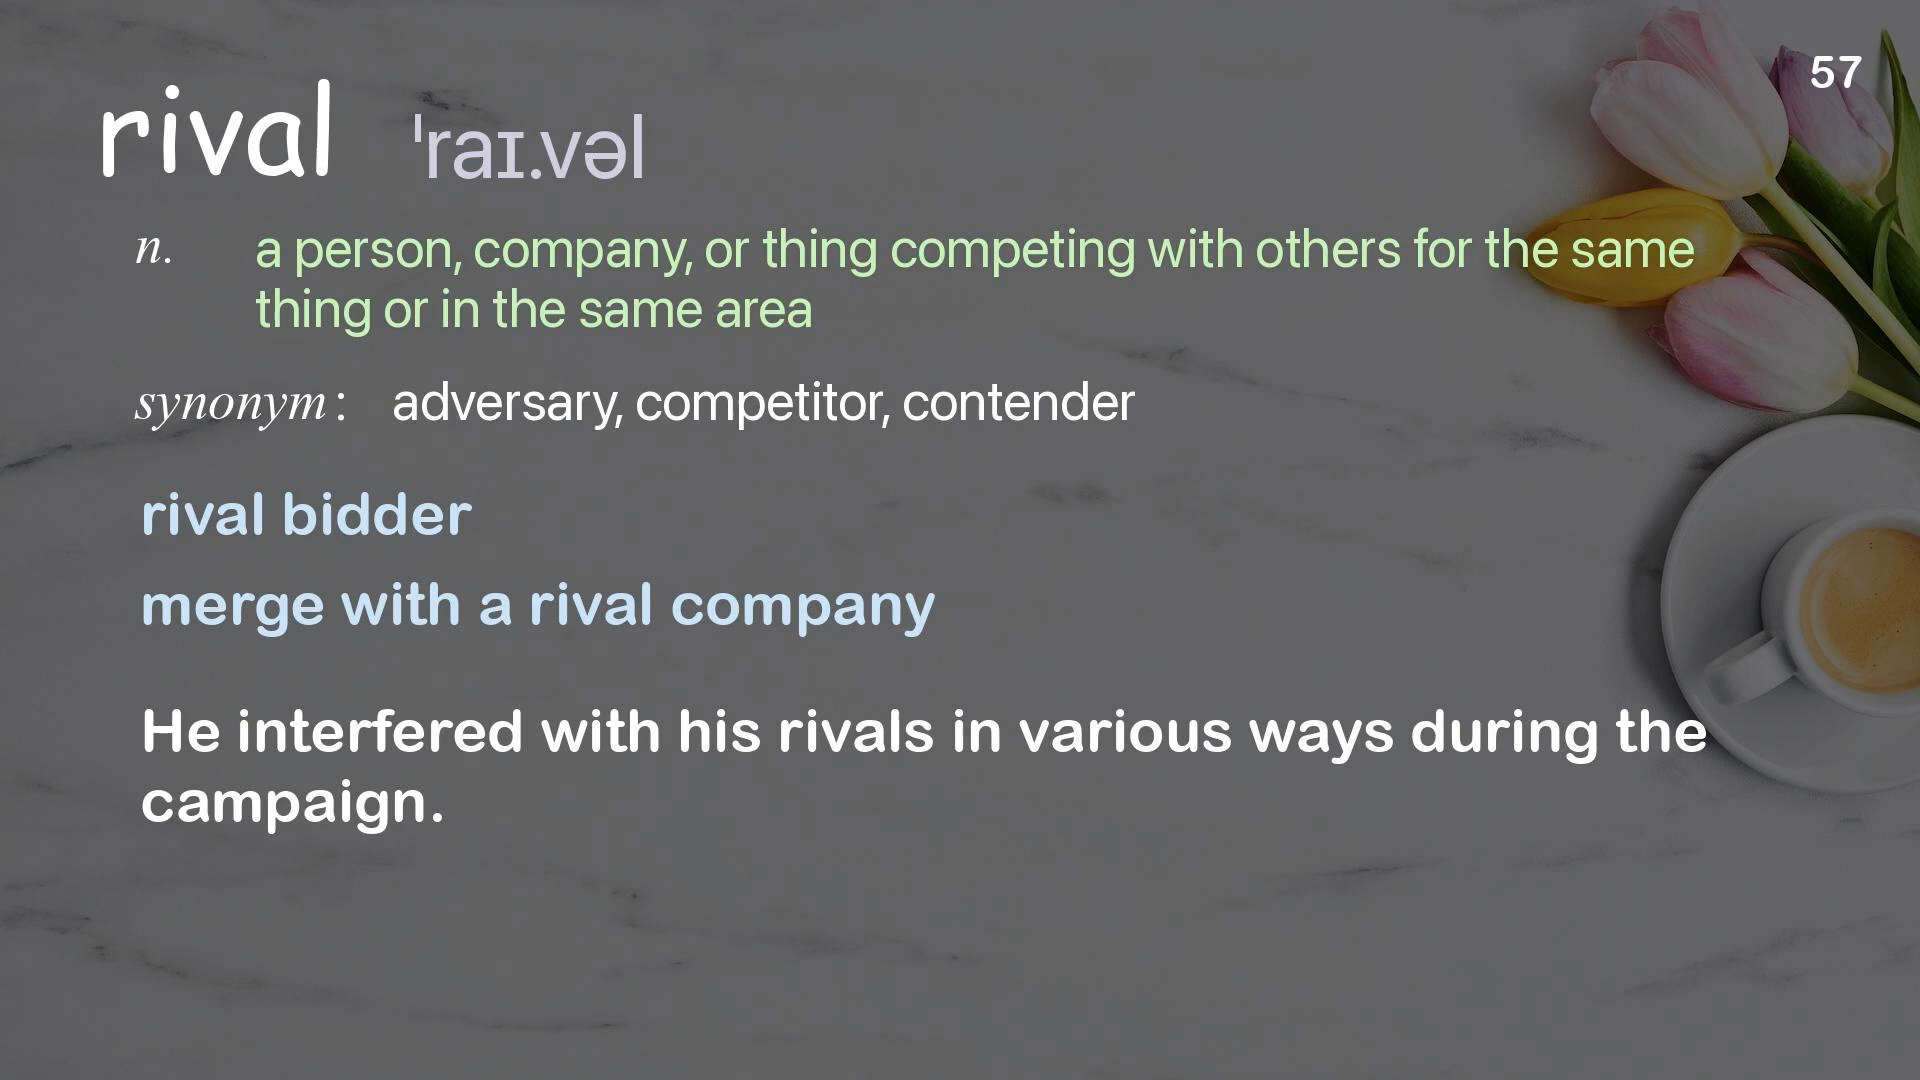 57
rival ˈraɪ.vəl
n. a person, company, or thing competing with others for the same
thing or in the same area
synonym: adversary, competitor, contender
rival bidder
merge with a rival company
He interfered with his rivals in various ways during the
campaign.